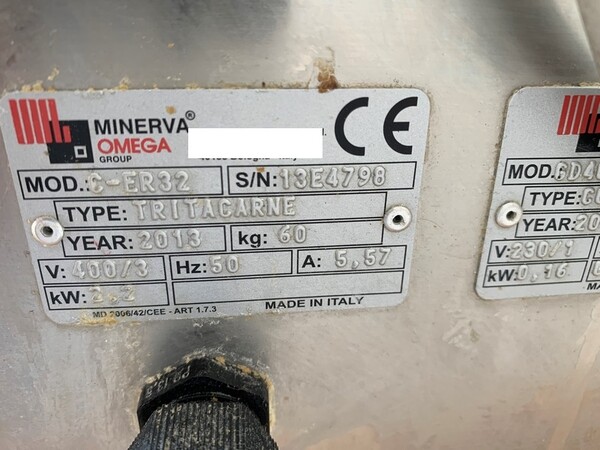 MINERVA®
OMEGA
GROUP
CE
MOD.: C-ER32 S/N: 13E4798
TYPE: TRITACARNE
YEAR: 2013 kg: 60
V: 400/3 Hz: 50 A: 5,57
kW: 2,2
MD 2006/42/CEE - ART 1.7.3
MADE IN ITALY
MOD.:
TYPE:
YEAR: 20
V: 230/1
kW: 0,16